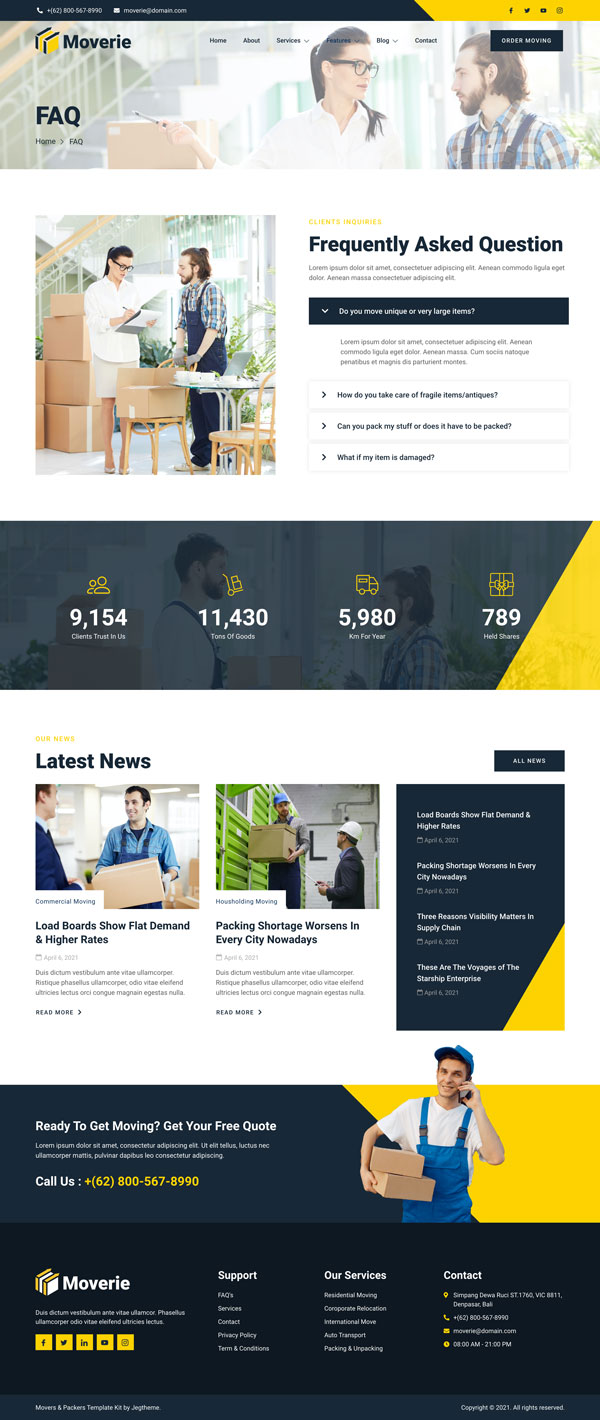 +(62) 800-567-8990 moverie@domain.com
Moverie
Home About Services Features Blog Contact
ORDER MOVING
FAQ
Home FAQ
CLIENTS INQUIRIES
Frequently Asked Question
Lorem ipsum dolor sit amet, consectetuer adipiscing elit. Aenean commodo ligula eget
dolor. Aenean massa consectetuer adipiscing elit.
Do you move unique or very large items?
Lorem ipsum dolor sit amet, consectetuer adipiscing elit. Aenean
commodo ligula eget dolor. Aenean massa. Cum sociis natoque
penatibus et magnis dis parturient montes.
How do you take care of fragile items/antiques?
Can you pack my stuff or does it have to be packed?
What if my item is damaged?
9,154
Clients Trust In Us
11,430
Tons Of Goods
5,980
Km For Year
789
Held Shares
OUR NEWS
Latest News
ALL NEWS
Commercial Moving
Load Boards Show Flat Demand
& Higher Rates
April 6, 2021
Duis dictum vestibulum ante vitae ullamcorper.
Ristique phasellus ullamcorper, odio vitae eleifend
ultricies lectus orci congue magnain egestas nulla.
READ MORE
Housholding Moving
Packing Shortage Worsens In
Every City Nowadays
April 6, 2021
Duis dictum vestibulum ante vitae ullamcorper.
Ristique phasellus ullamcorper, odio vitae eleifend
ultricies lectus orci congue magnain egestas nulla.
READ MORE
Load Boards Show Flat Demand &
Higher Rates
April 6, 2021
Packing Shortage Worsens In Every
City Nowadays
April 6, 2021
Three Reasons Visibility Matters In
Supply Chain
April 6, 2021
These Are The Voyages of The
Starship Enterprise
April 6, 2021
Ready To Get Moving? Get Your Free Quote
Lorem ipsum dolor sit amet, consectetur adipiscing elit. Ut elit tellus, luctus nec
ullamcorper mattis, pulvinar dapibus leo consectetur adipiscing.
Call Us : +(62) 800-567-8990
Moverie
Duis dictum vestibulum ante vitae ullamcor. Phasellus
ullamcorper odio vitae eleifend ultricies lectus.
Support
FAQ's
Services
Contact
Privacy Policy
Term & Conditions
Our Services
Residential Moving
Coroporate Relocation
International Move
Auto Transport
Packing & Unpacking
Contact
Simpang Dewa Ruci ST.1760, VIC 8811,
Denpasar, Bali
+(62) 800-567-8990
moverie@domain.com
08:00 AM - 21:00 PM
Movers & Packers Template Kit by Jegtheme.
Copyright © 2021. All rights reserved.